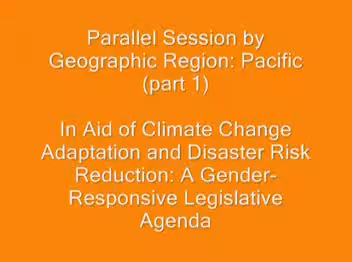 Parallel Session by
Geographic Region: Pacific
(part 1)
In Aid of Climate Change
Adaptation and Disaster Risk
Reduction: A Gender-
Responsive Legislative
Agenda